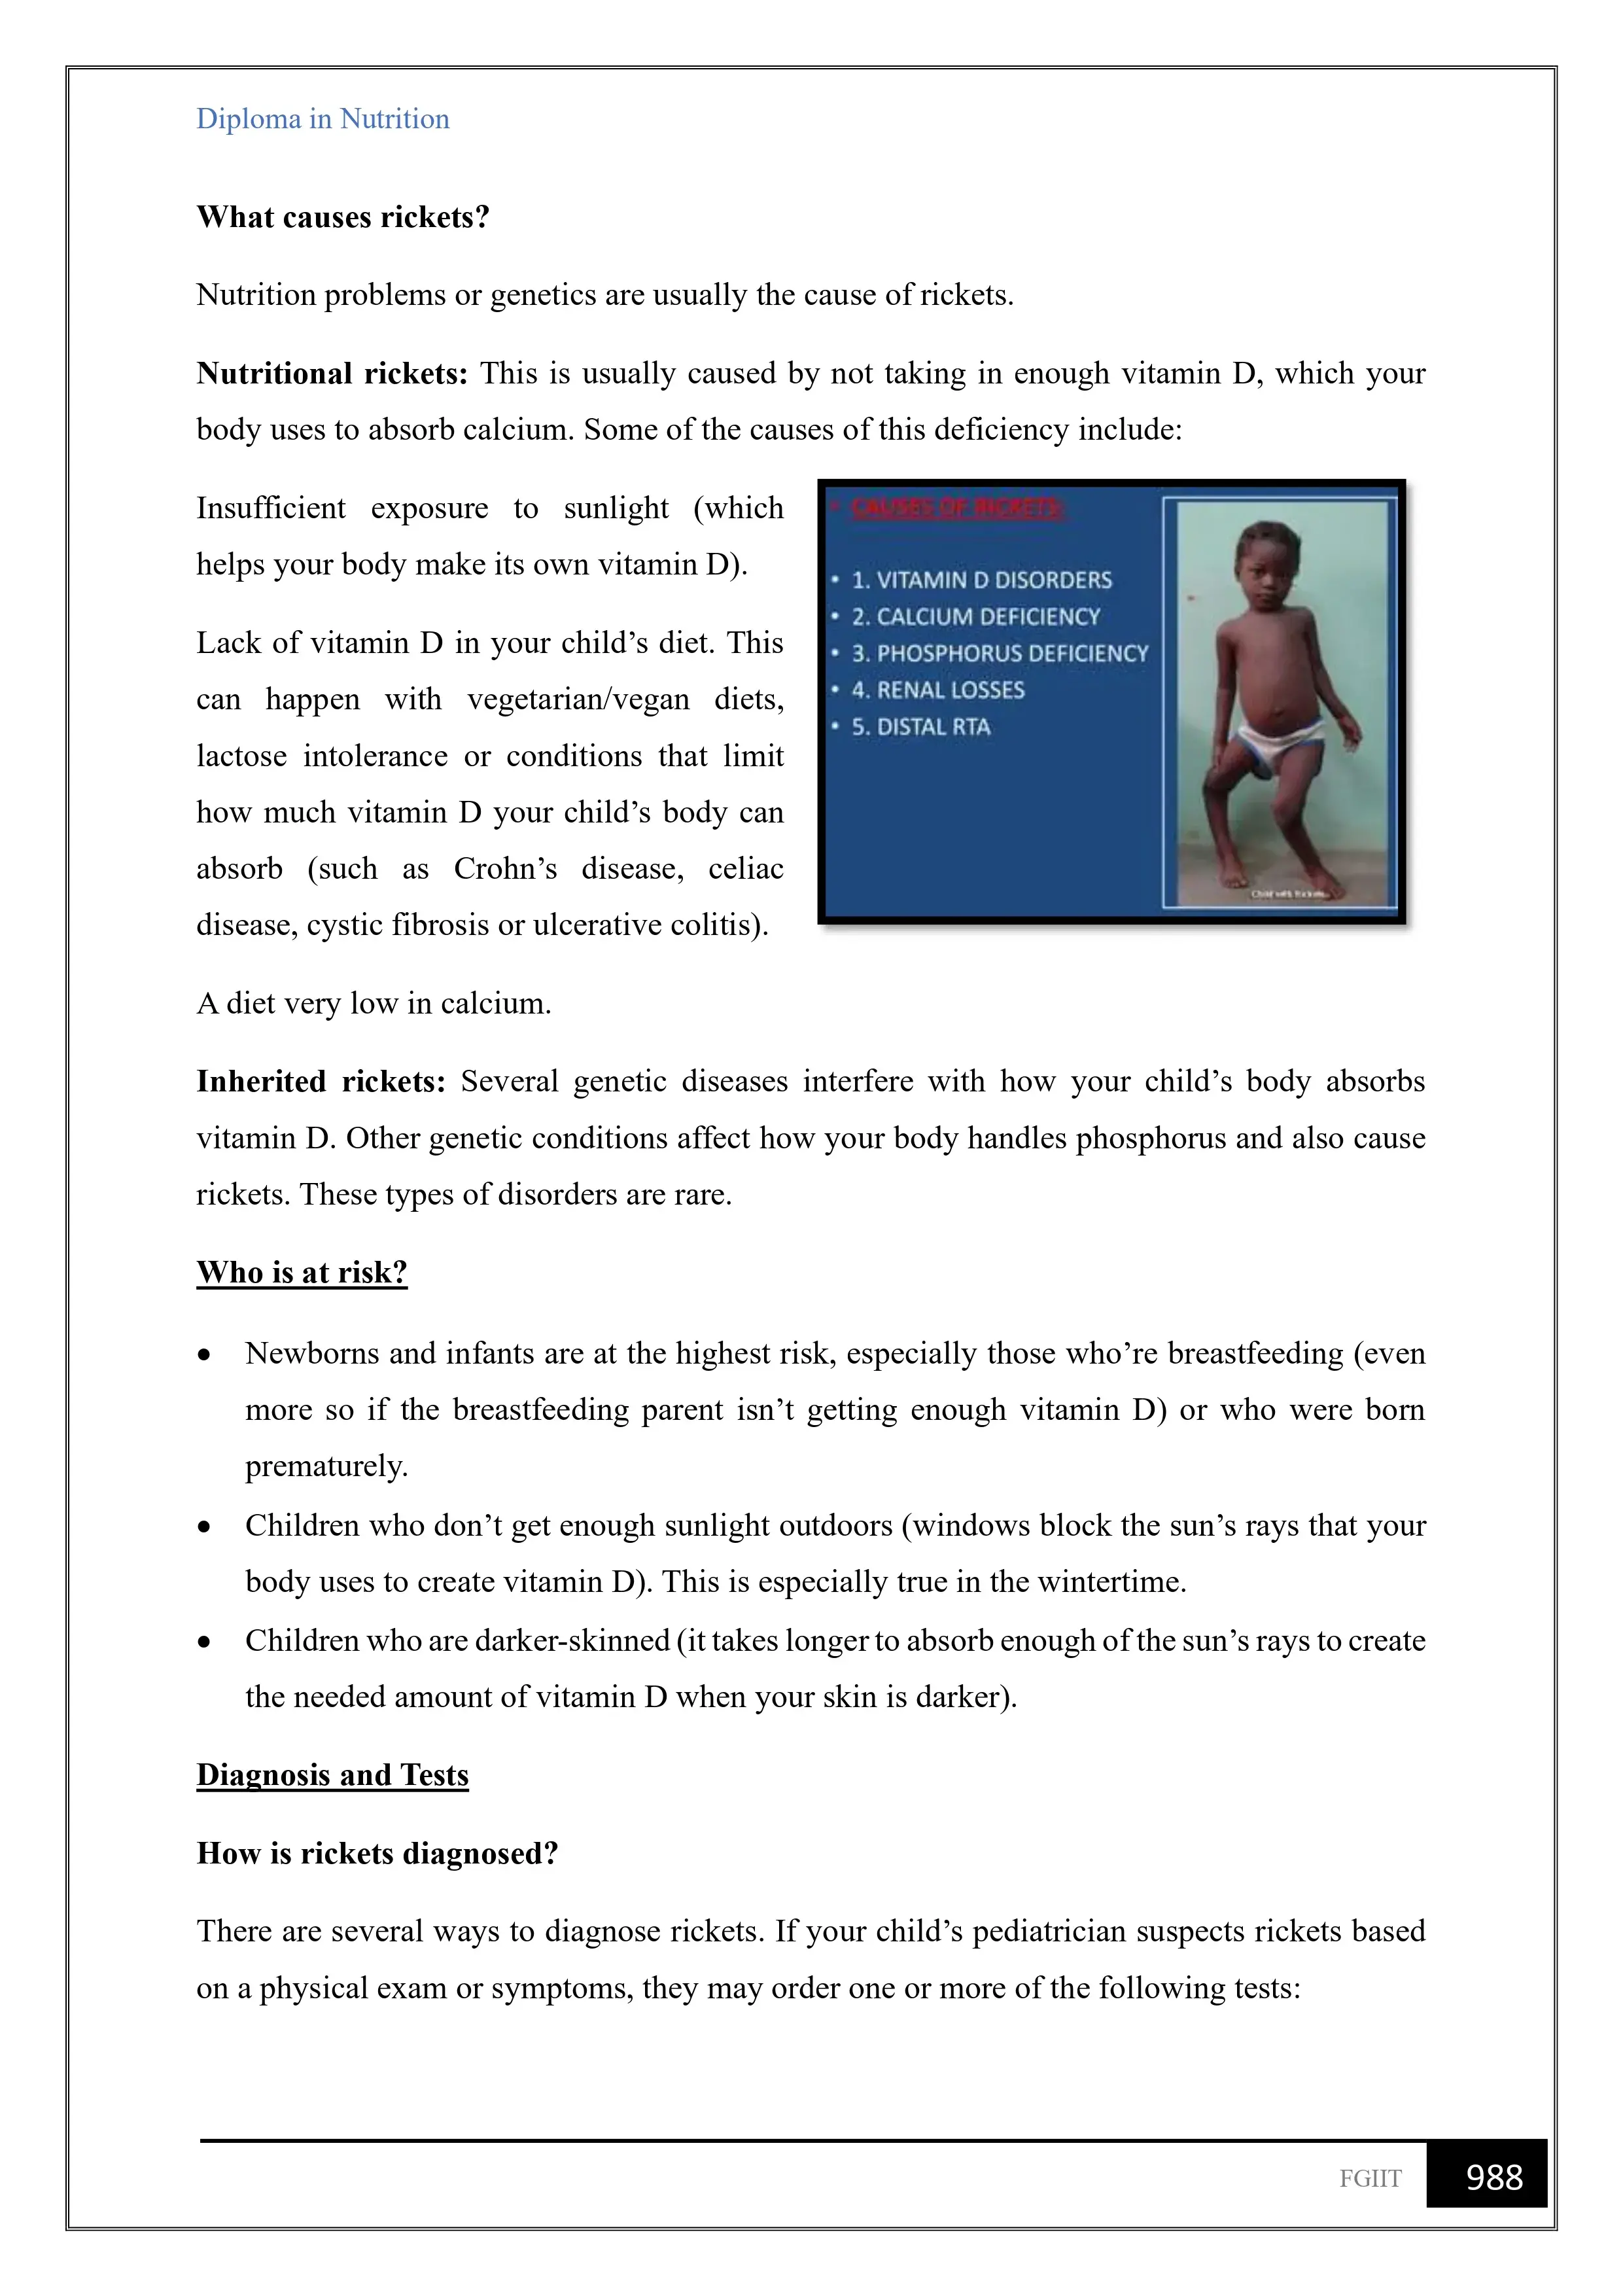 Diploma in Nutrition
What causes rickets?
Nutrition problems or genetics are usually the cause of rickets.
Nutritional rickets: This is usually caused by not taking in enough vitamin D, which your
body uses to absorb calcium. Some of the causes of this deficiency include:
Insufficient exposure to sunlight (which
helps your body make its own vitamin D).
Lack of vitamin D in your child’s diet. This
can happen with vegetarian/vegan diets,
lactose intolerance or conditions that limit
how much vitamin D your child’s body can
absorb (such as Crohn’s disease, celiac
disease, cystic fibrosis or ulcerative colitis).
• CAUSES OF RICKETS:
• 1. VITAMIN D DISORDERS
• 2. CALCIUM DEFICIENCY
• 3. PHOSPHORUS DEFICIENCY
• 4. RENAL LOSSES
• 5. DISTAL RTA
Child with Rickets
A diet very low in calcium.
Inherited rickets: Several genetic diseases interfere with how your child’s body absorbs
vitamin D. Other genetic conditions affect how your body handles phosphorus and also cause
rickets. These types of disorders are rare.
Who is at risk?
• Newborns and infants are at the highest risk, especially those who’re breastfeeding (even
more so if the breastfeeding parent isn’t getting enough vitamin D) or who were born
prematurely.
• Children who don’t get enough sunlight outdoors (windows block the sun’s rays that your
body uses to create vitamin D). This is especially true in the wintertime.
• Children who are darker-skinned (it takes longer to absorb enough of the sun’s rays to create
the needed amount of vitamin D when your skin is darker).
Diagnosis and Tests
How is rickets diagnosed?
There are several ways to diagnose rickets. If your child’s pediatrician suspects rickets based
on a physical exam or symptoms, they may order one or more of the following tests:
FGIIT
988